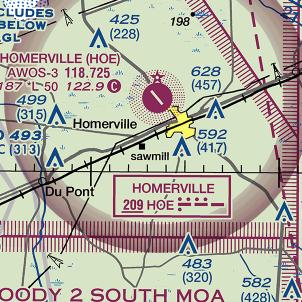 CLUDES
BELOW
AGL
425
(228)
198
HOMERVILLE (HOE)
AWOS-3 118.725
187 *L 50 122.9 C
628
(457)
499
(315)
Homerville
493
(313)
592
(417)
sawmill
Du Pont
HOMERVILLE
209 HOE
OODY 2 SOUTH MOA
483
(320)
582
(428)